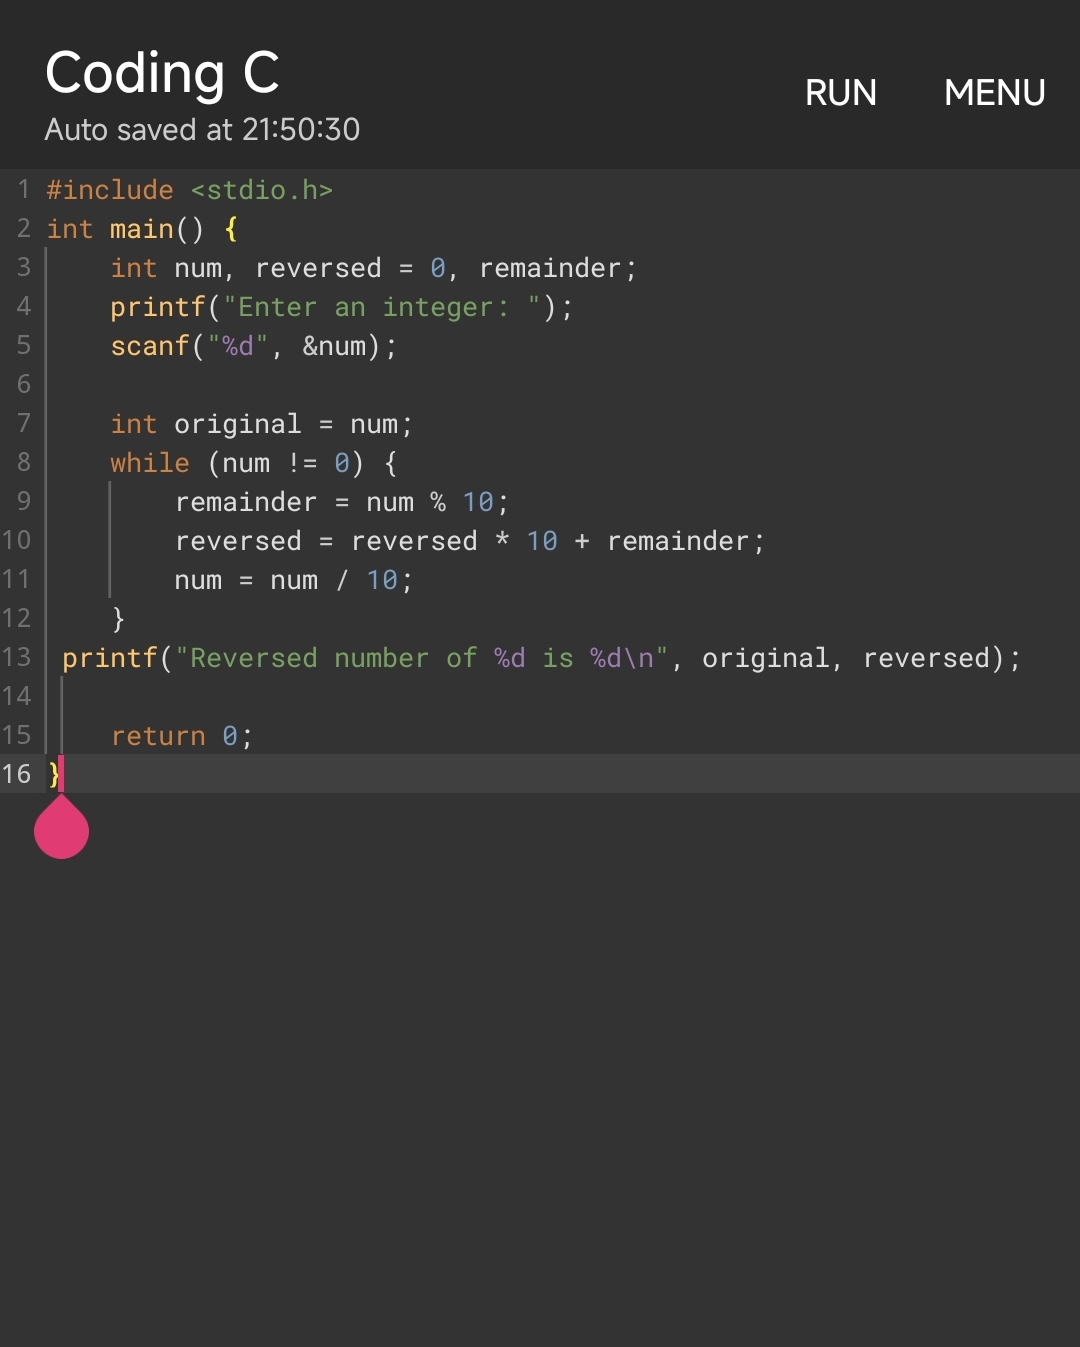 Coding C
Auto saved at 21:50:30
RUN MENU
1 #include <stdio.h>
2 int main() {
3     int num, reversed = 0, remainder;
4     printf("Enter an integer: ");
5     scanf("%d", &num);
6
7     int original = num;
8     while (num != 0) {
9         remainder = num % 10;
10         reversed = reversed * 10 + remainder;
11         num = num / 10;
12     }
13  printf("Reversed number of %d is %d\n", original, reversed);
14
15     return 0;
16 }